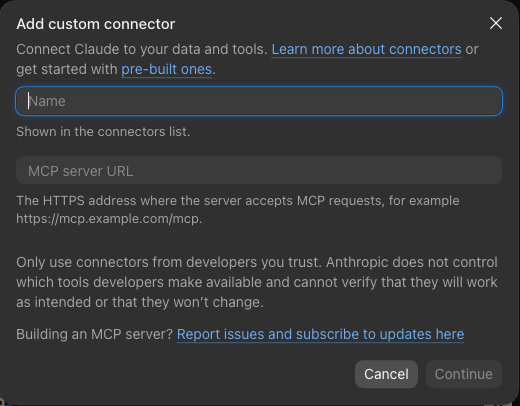 Add custom connector
Connect Claude to your data and tools. Learn more about connectors or
get started with pre-built ones.
Name
Shown in the connectors list.
MCP server URL
The HTTPS address where the server accepts MCP requests, for example
https://mcp.example.com/mcp.
Only use connectors from developers you trust. Anthropic does not control
which tools developers make available and cannot verify that they will work
as intended or that they won’t change.
Building an MCP server? Report issues and subscribe to updates here
Cancel Continue